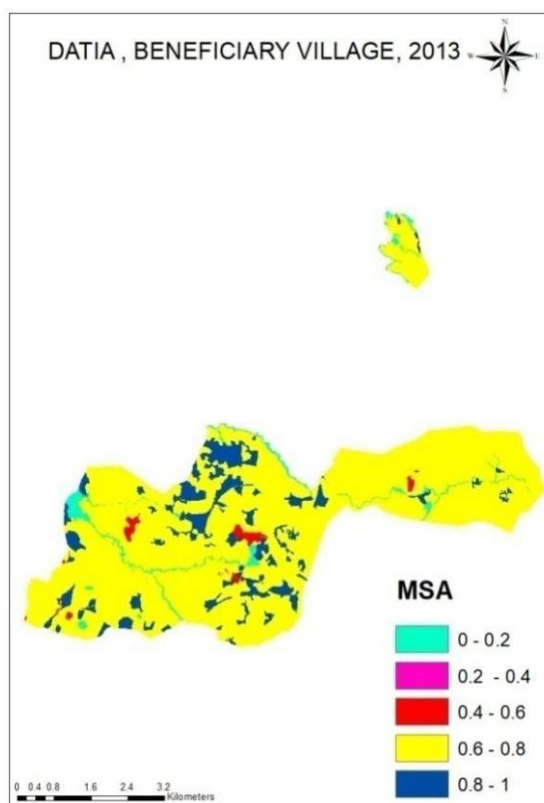 DATIA , BENEFICIARY VILLAGE, 2013
N
W E
S
MSA
0 - 0.2
0.2 - 0.4
0.4 - 0.6
0.6 - 0.8
0.8 - 1
0 0.4 0.8 1.6 2.4 3.2
Kilometers